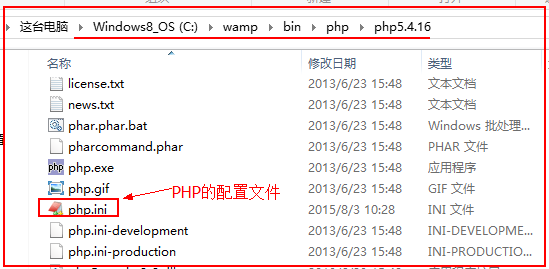 这台电脑 Windows8_OS (C:) wamp bin php php5.4.16
名称 修改日期 类型
license.txt 2013/6/23 15:48 文本文档
news.txt 2013/6/23 15:48 文本文档
phar.phar.bat 2013/6/23 15:48 Windows 批处理...
pharcommand.phar 2013/6/23 15:48 PHAR 文件
php.exe 2013/6/23 15:48 应用程序
php.gif 2013/6/23 15:48 GIF 文件
PHP的配置文件
php.ini 2015/8/3 10:28 INI 文件
php.ini-development 2013/6/23 15:48 INI-DEVELOPME...
php.ini-production 2013/6/23 15:48 INI-PRODUCTIO...